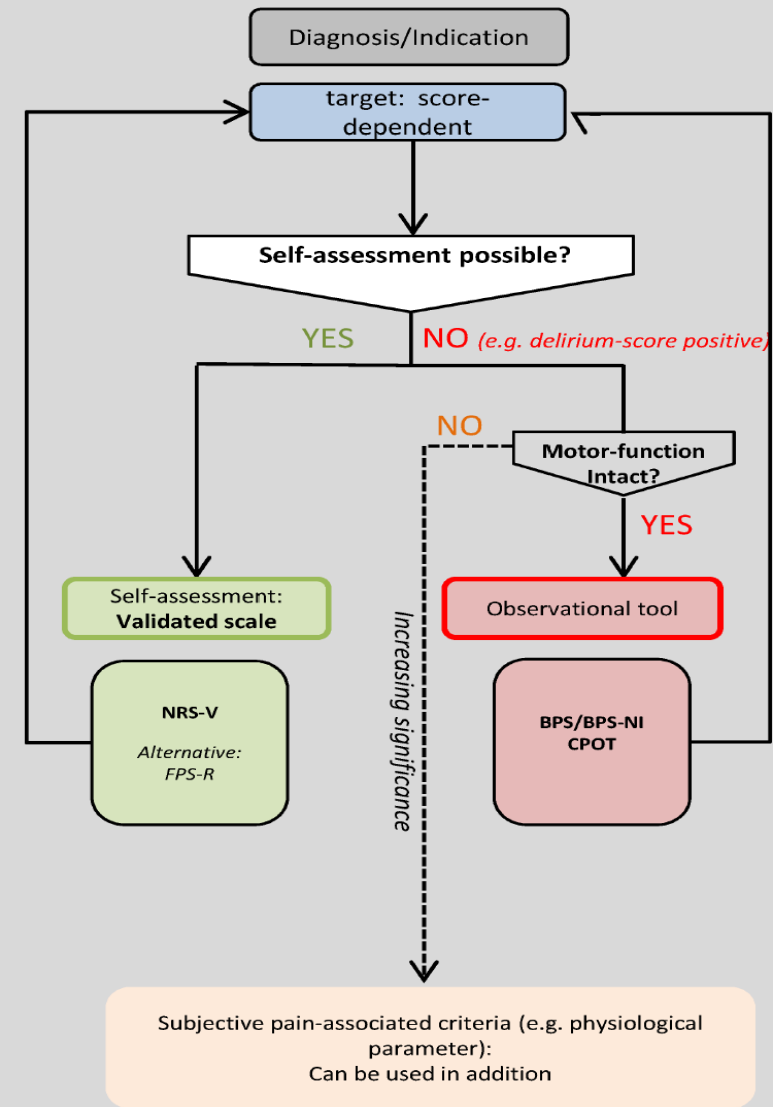 Diagnosis/Indication
target:  score-
dependent
Self-assessment possible?
YES
NO (e.g. delirium-score positive)
NO
Motor-function
Intact?
YES
Self-assessment:
Validated scale
Observational tool
Increasing significance
NRS-V
Alternative:
FPS-R
BPS/BPS-NI
CPOT
Subjective pain-associated criteria (e.g. physiological
parameter):
Can be used in addition